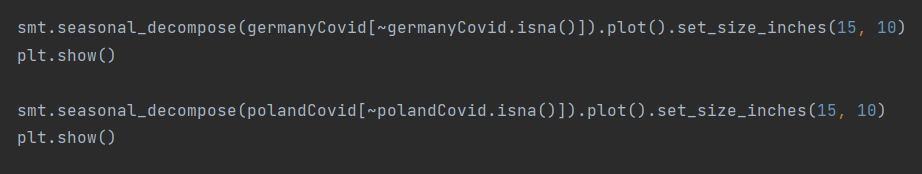 smt.seasonal_decompose(germanyCovid[~germanyCovid.isna()]).plot().set_size_inches(15, 10)
plt.show()
smt.seasonal_decompose(polandCovid[~polandCovid.isna()]).plot().set_size_inches(15, 10)
plt.show()